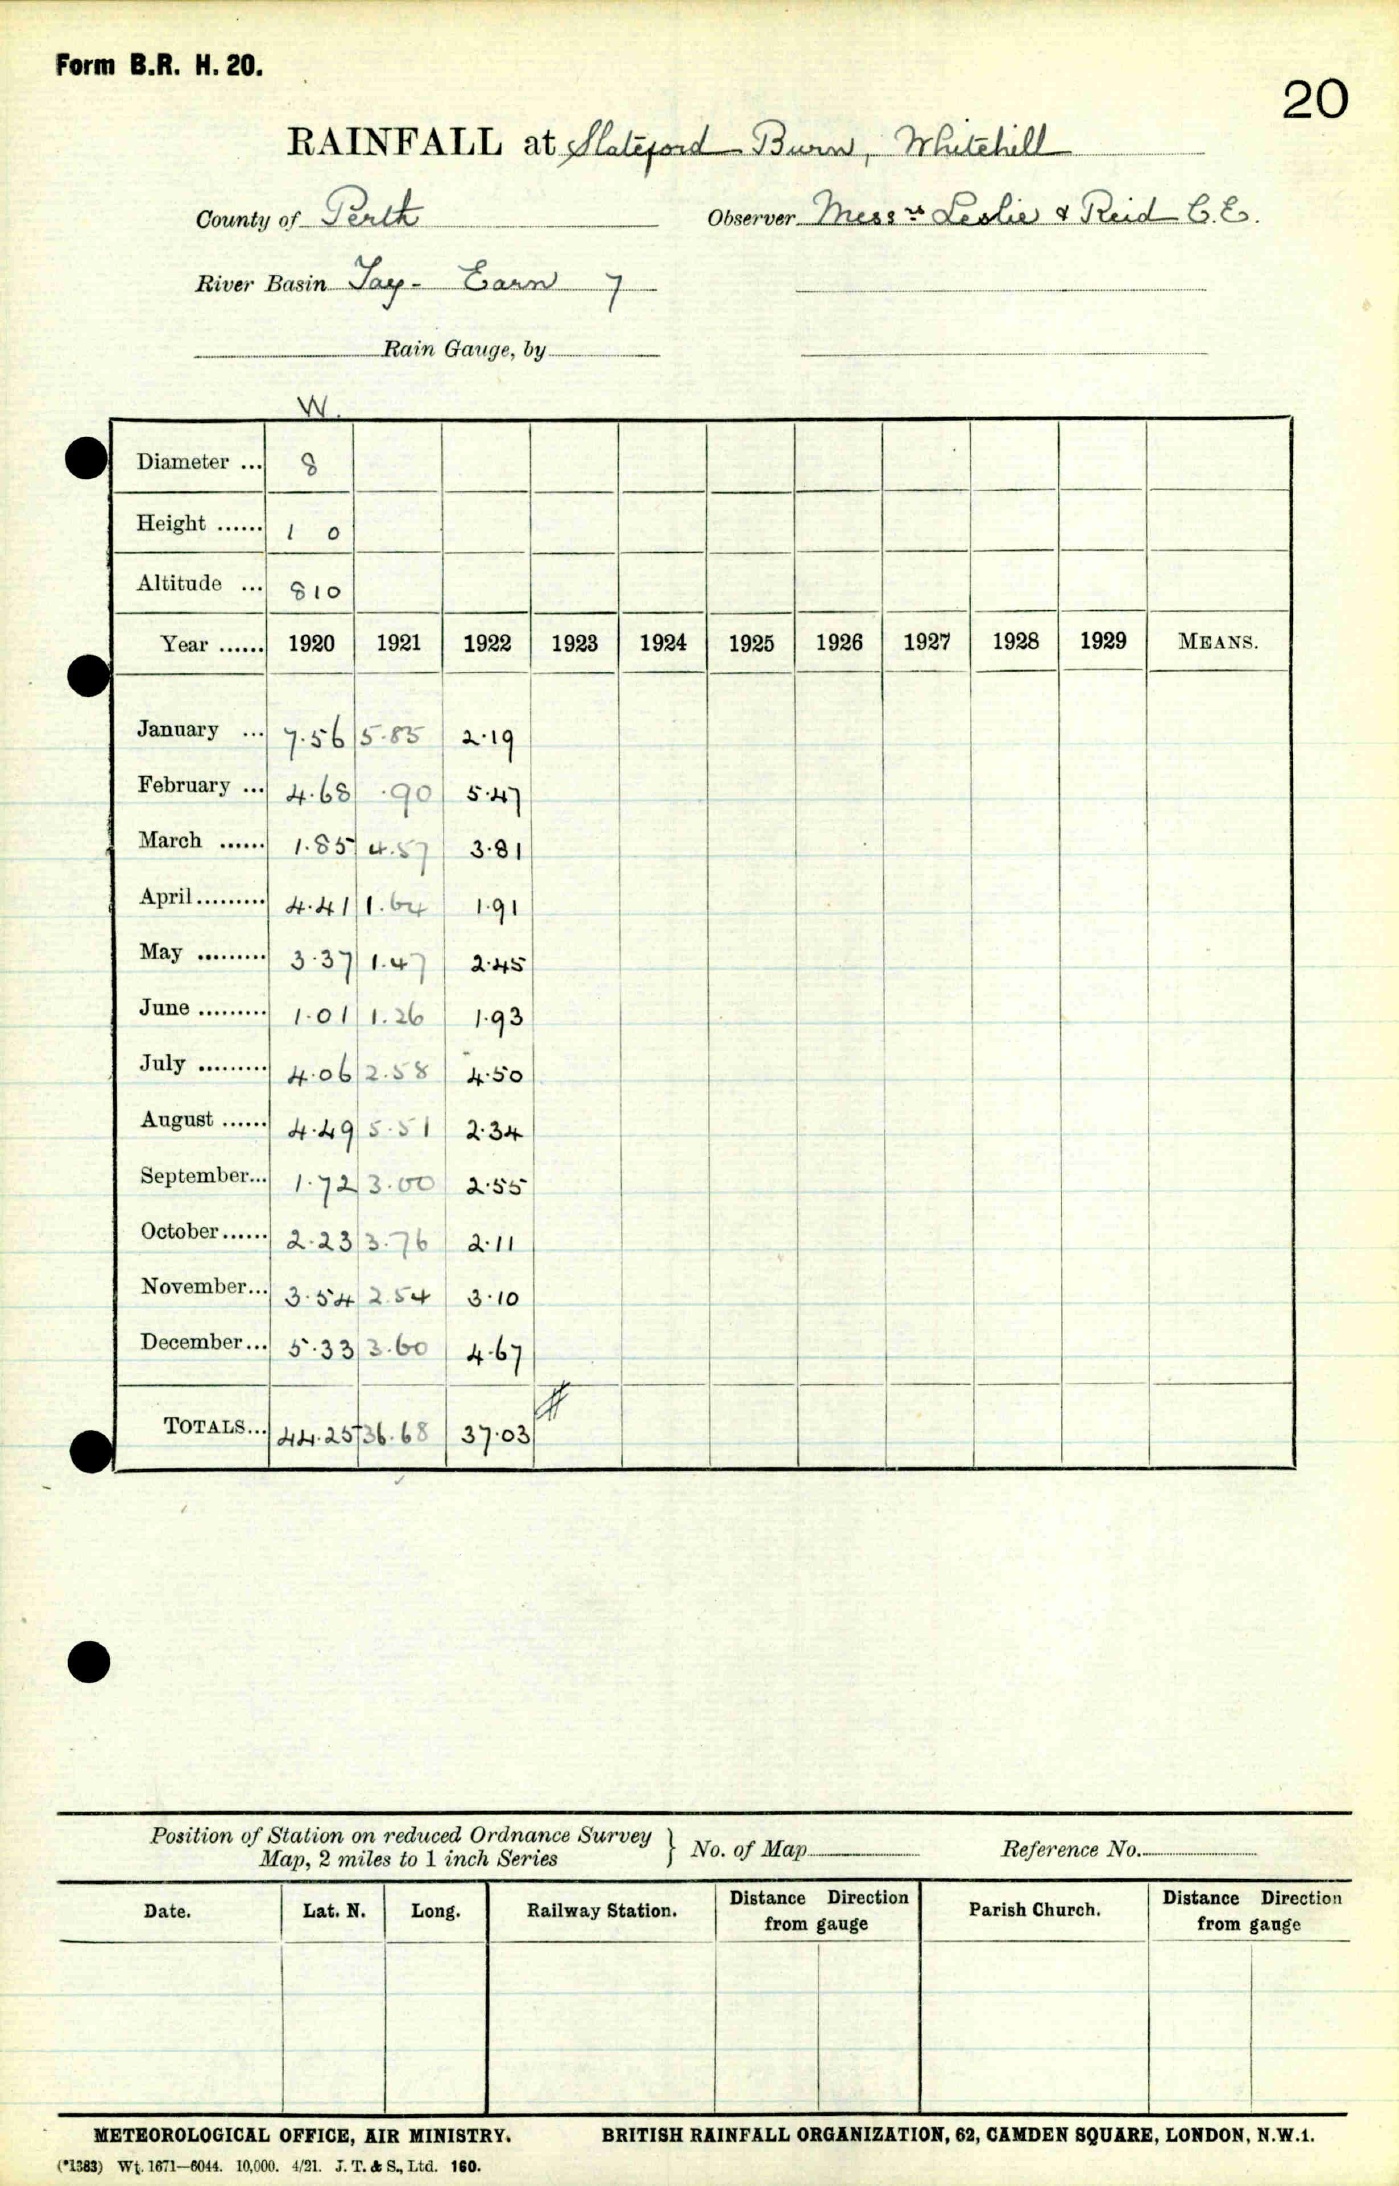 Form B.R. H. 20.
20
RAINFALL at Slateford Burn, Whitehill
County of Perth Observer Messrs Leslie & Reid C.E.
River Basin Tay - Earn 7
Rain Gauge, by
W.
Diameter ... 8
Height ...... 1 0
Altitude ... 810
Year ...... 1920 1921 1922 1923 1924 1925 1926 1927 1928 1929 MEANS.
January ... 7.56 5.85 2.19
February ... 4.68 .90 5.47
March ...... 1.85 4.57 3.81
April......... 4.41 1.64 1.91
May ......... 3.37 1.47 2.45
June ......... 1.01 1.26 1.93
July ......... 4.06 2.58 4.50
August ...... 4.49 5.51 2.34
September... 1.72 3.00 2.55
October...... 2.23 3.76 2.11
November... 3.54 2.54 3.10
December... 5.33 3.60 4.67
TOTALS... 44.25 36.68 37.03
Position of Station on reduced Ordnance Survey
Map, 2 miles to 1 inch Series } No. of Map Reference No.
Date. Lat. N. Long. Railway Station. Distance Direction from gauge Parish Church. Distance Direction from gauge
METEOROLOGICAL OFFICE, AIR MINISTRY. BRITISH RAINFALL ORGANIZATION, 62, CAMDEN SQUARE, LONDON, N.W.1.
(*1383) Wt. 1671—6044. 10,000. 4/21. J. T. & S., Ltd. 160.